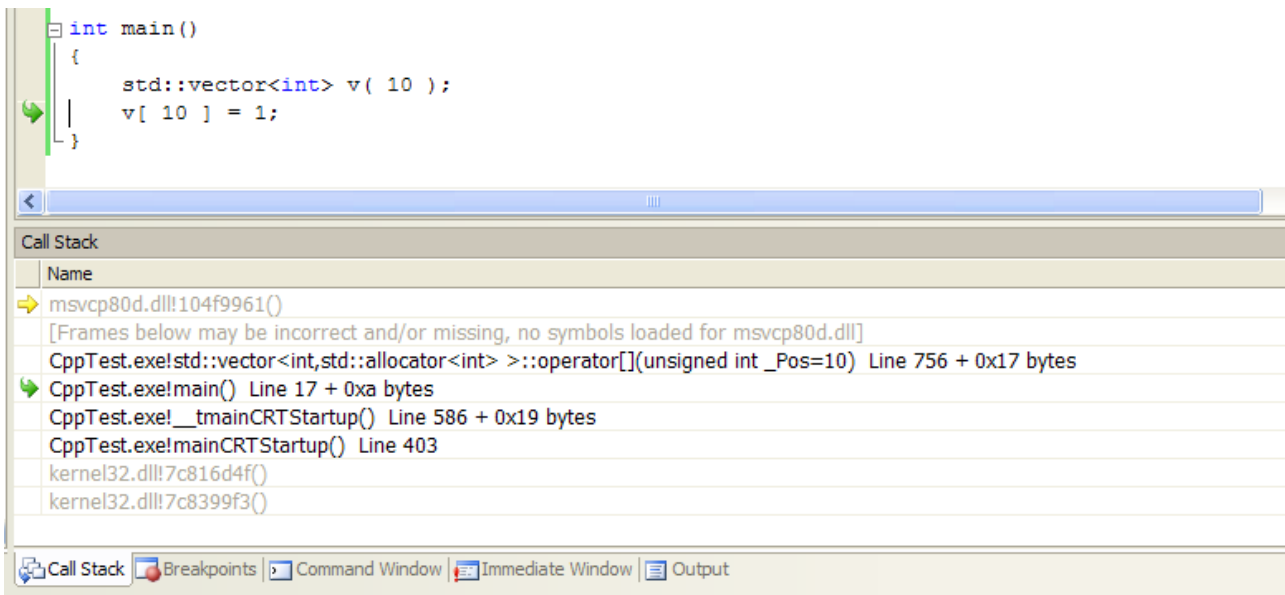 int main()
{
std::vector<int> v( 10 );
v[ 10 ] = 1;
}
Call Stack
Name
msvcp80d.dll!104f9961()
[Frames below may be incorrect and/or missing, no symbols loaded for msvcp80d.dll]
CppTest.exe!std::vector<int,std::allocator<int> >::operator[](unsigned int _Pos=10)  Line 756 + 0x17 bytes
CppTest.exe!main()  Line 17 + 0xa bytes
CppTest.exe!__tmainCRTStartup()  Line 586 + 0x19 bytes
CppTest.exe!mainCRTStartup()  Line 403
kernel32.dll!7c816d4f()
kernel32.dll!7c8399f3()
Call Stack Breakpoints Command Window Immediate Window Output